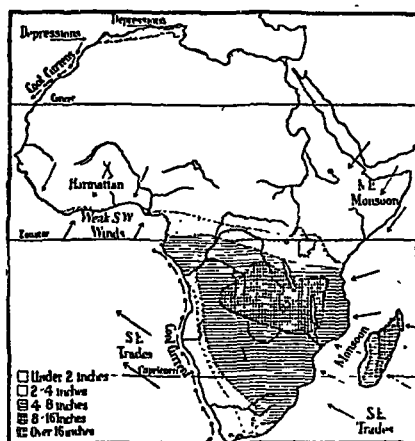 Depressions
Depressions
Cool Current
Cancer
Harmattan
N.E.
Monsoon
Weak S.W
Winds
Equator
S.E
Trades
Cool Current
Capricorn
Monsoon
S.E.
Trades
Under 2 inches
2-4 inches
4-8 inches
8-16 inches
Over 16 inches